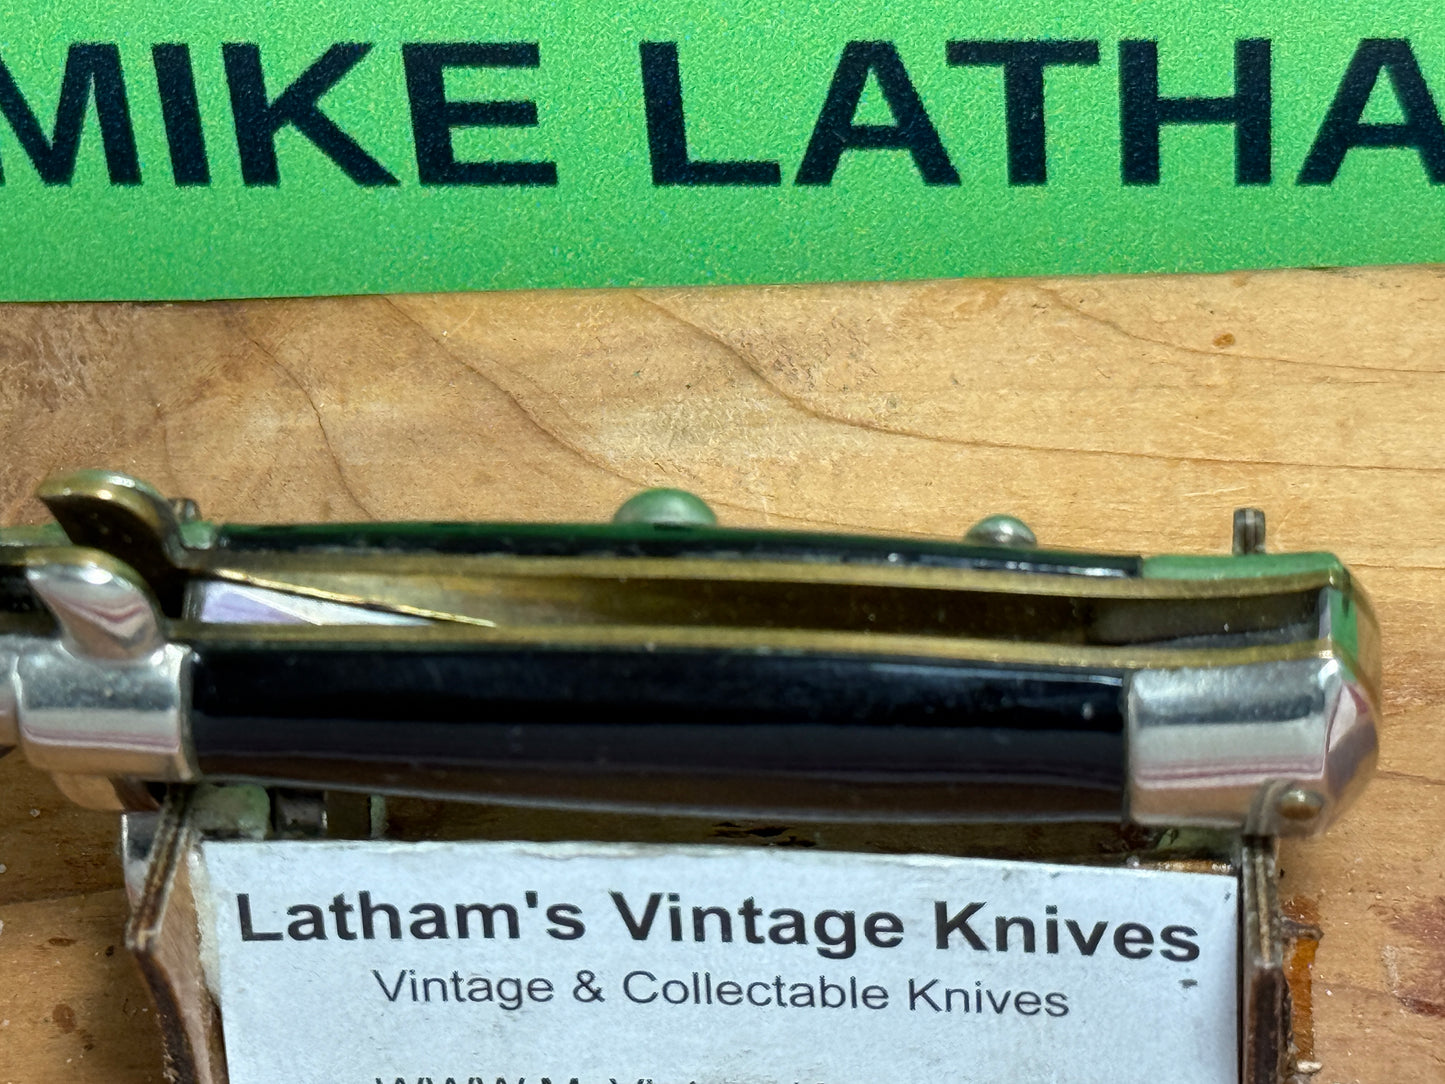 MIKE LATHA
Latham's Vintage Knives
Vintage & Collectable Knives